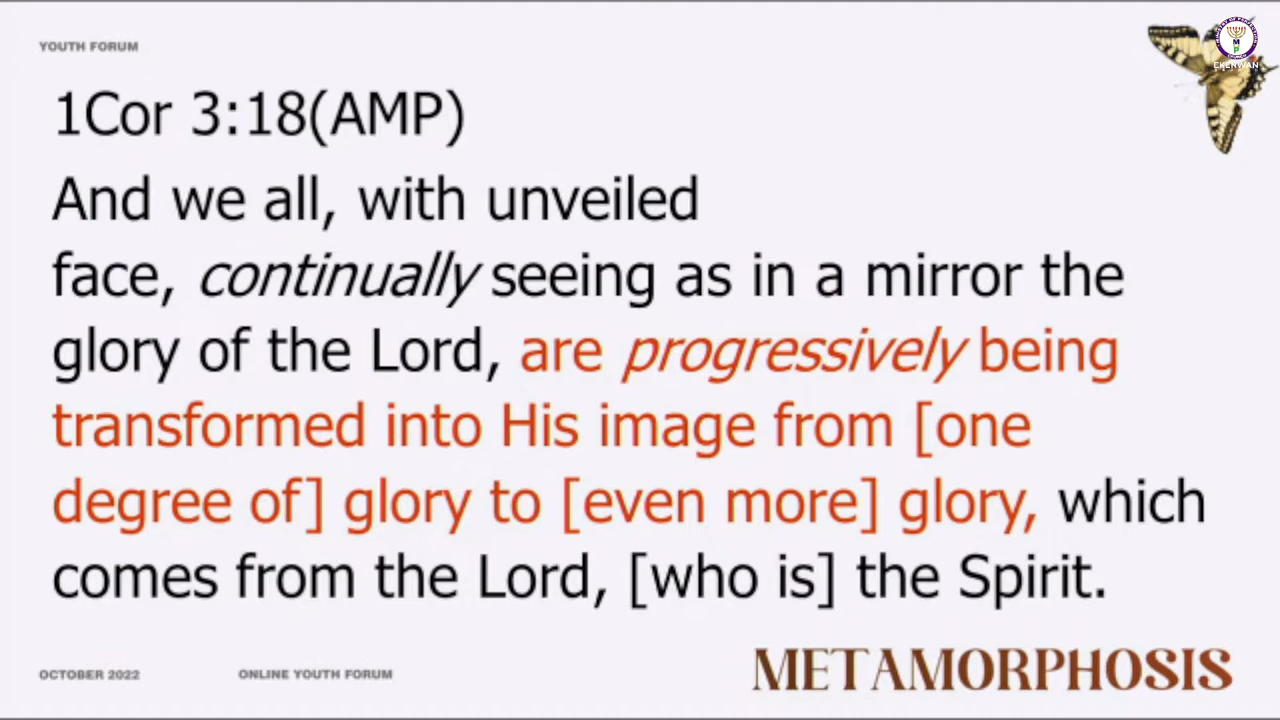 YOUTH FORUM
1Cor 3:18(AMP)
And we all, with unveiled
face, continually seeing as in a mirror the
glory of the Lord, are progressively being
transformed into His image from [one
degree of] glory to [even more] glory, which
comes from the Lord, [who is] the Spirit.
OCTOBER 2022
ONLINE YOUTH FORUM
METAMORPHOSIS
EKENWAN